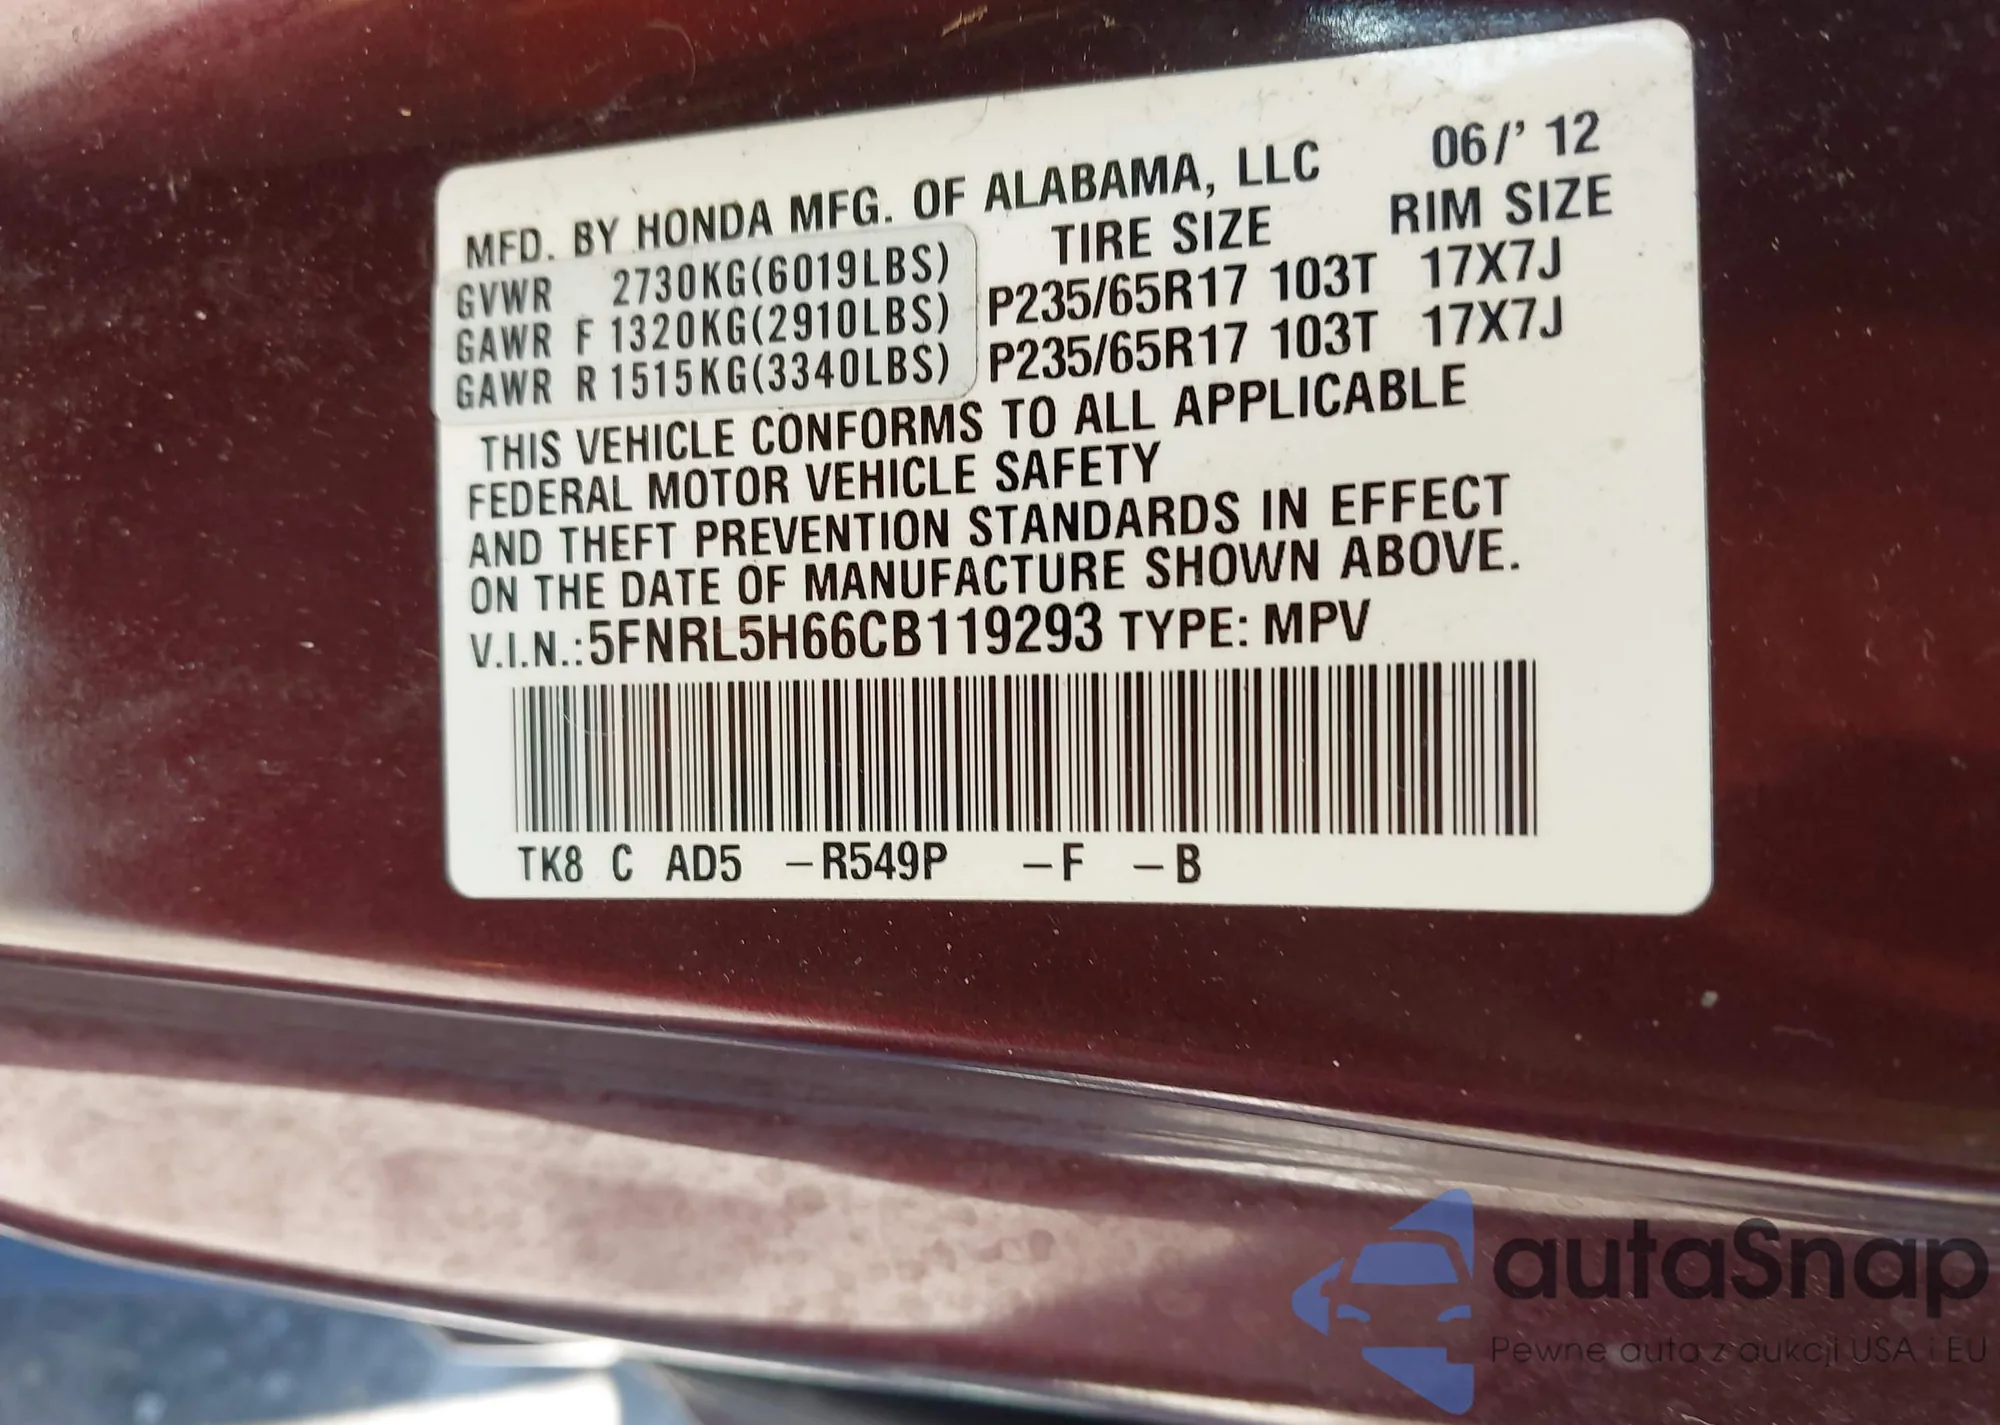 MFD. BY HONDA MFG. OF ALABAMA, LLC 06/' 12
TIRE SIZE RIM SIZE
GVWR 2730KG(6019LBS)
GAWR F 1320KG(2910LBS) P235/65R17 103T 17X7J
GAWR R 1515KG(3340LBS) P235/65R17 103T 17X7J
THIS VEHICLE CONFORMS TO ALL APPLICABLE
FEDERAL MOTOR VEHICLE SAFETY
AND THEFT PREVENTION STANDARDS IN EFFECT
ON THE DATE OF MANUFACTURE SHOWN ABOVE.
V.I.N.:5FNRL5H66CB119293 TYPE: MPV
TK8 C AD5 –R549P –F –B
autaSnap
Pewne auta z aukcji USA i EU